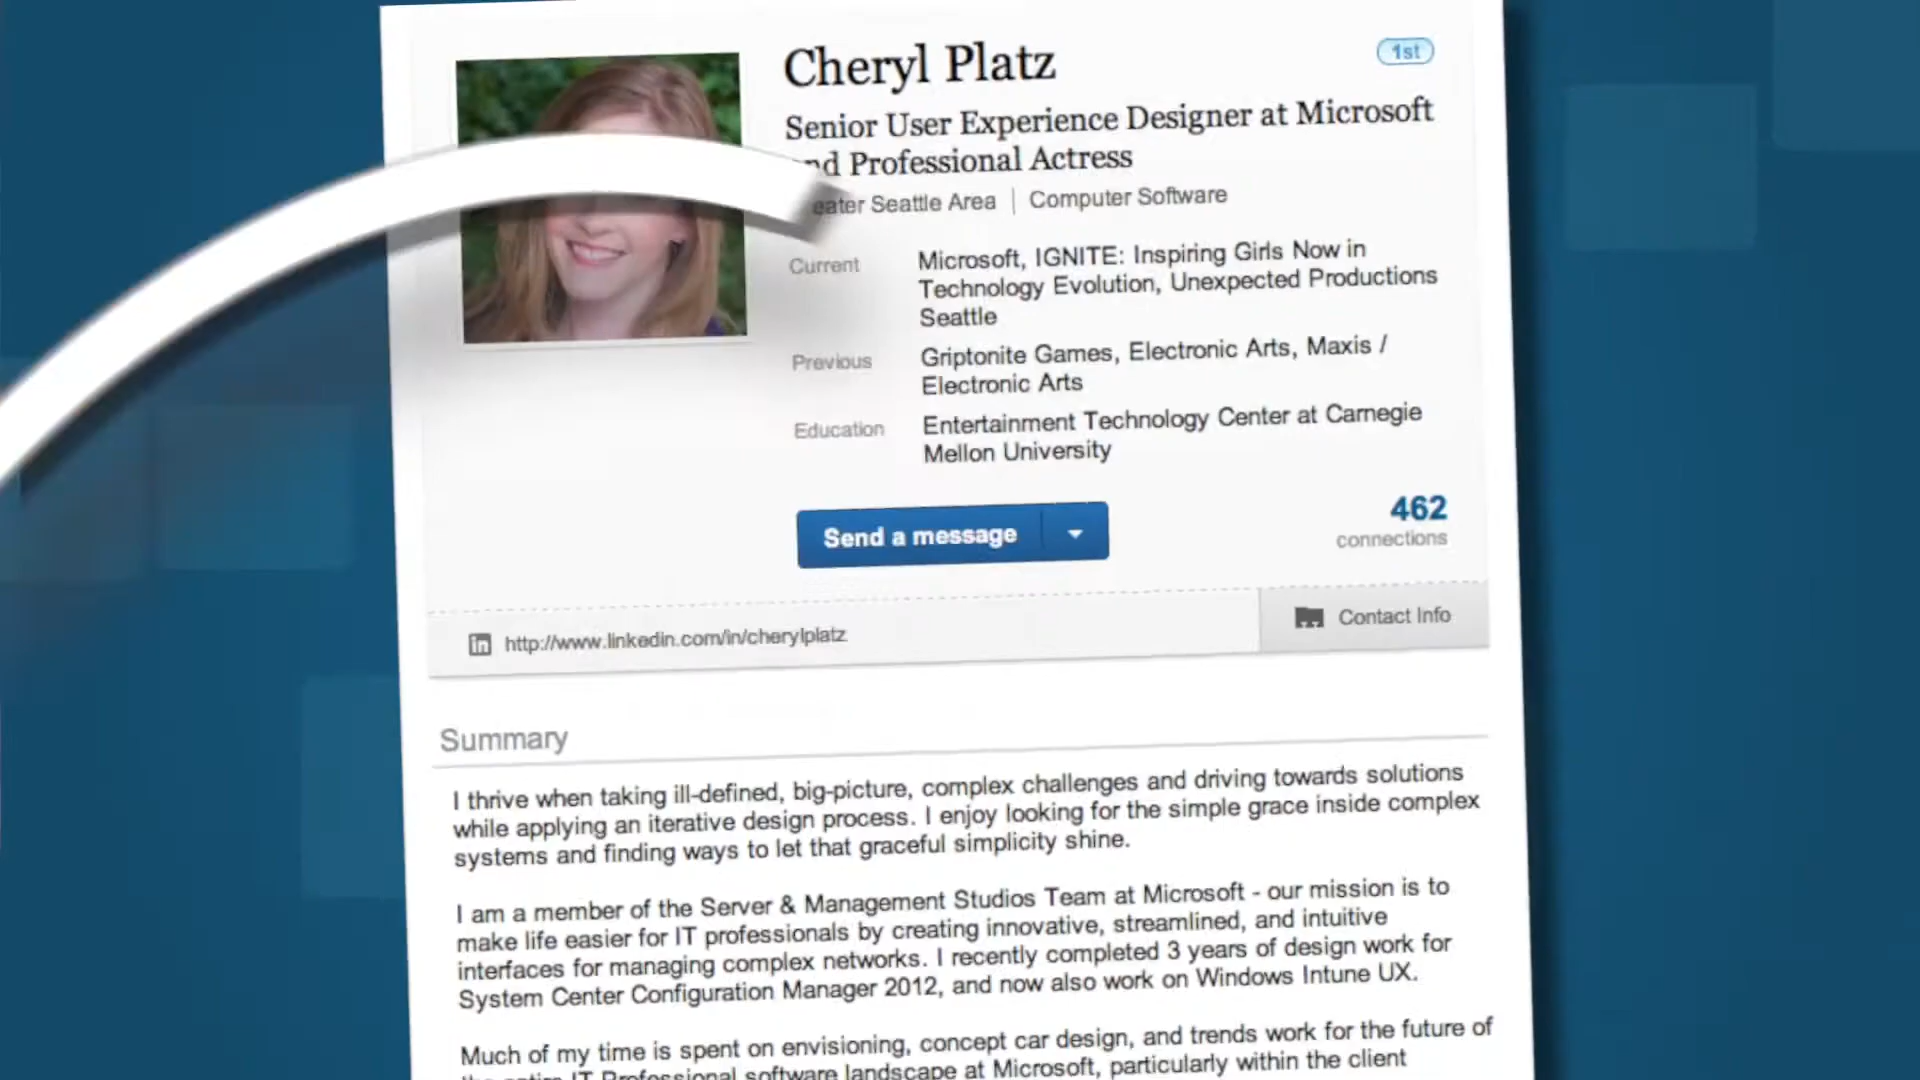 Cheryl Platz
1st
Senior User Experience Designer at Microsoft
Professional Actress
Seattle Area | Computer Software
Current
Microsoft, IGNITE: Inspiring Girls Now in
Technology Evolution, Unexpected Productions
Seattle
Previous
Griptonite Games, Electronic Arts, Maxis /
Electronic Arts
Education
Entertainment Technology Center at Carnegie
Mellon University
Send a message
462
connections
in http://www.linkedin.com/in/cherylplatz
Contact Info
Summary
I thrive when taking ill-defined, big-picture, complex challenges and driving towards solutions
while applying an iterative design process. I enjoy looking for the simple grace inside complex
systems and finding ways to let that graceful simplicity shine.
I am a member of the Server & Management Studios Team at Microsoft - our mission is to
make life easier for IT professionals by creating innovative, streamlined, and intuitive
interfaces for managing complex networks. I recently completed 3 years of design work for
System Center Configuration Manager 2012, and now also work on Windows Intune UX.
Much of my time is spent on envisioning, concept car design, and trends work for the future of
IT Professional software landscape at Microsoft, particularly within the client